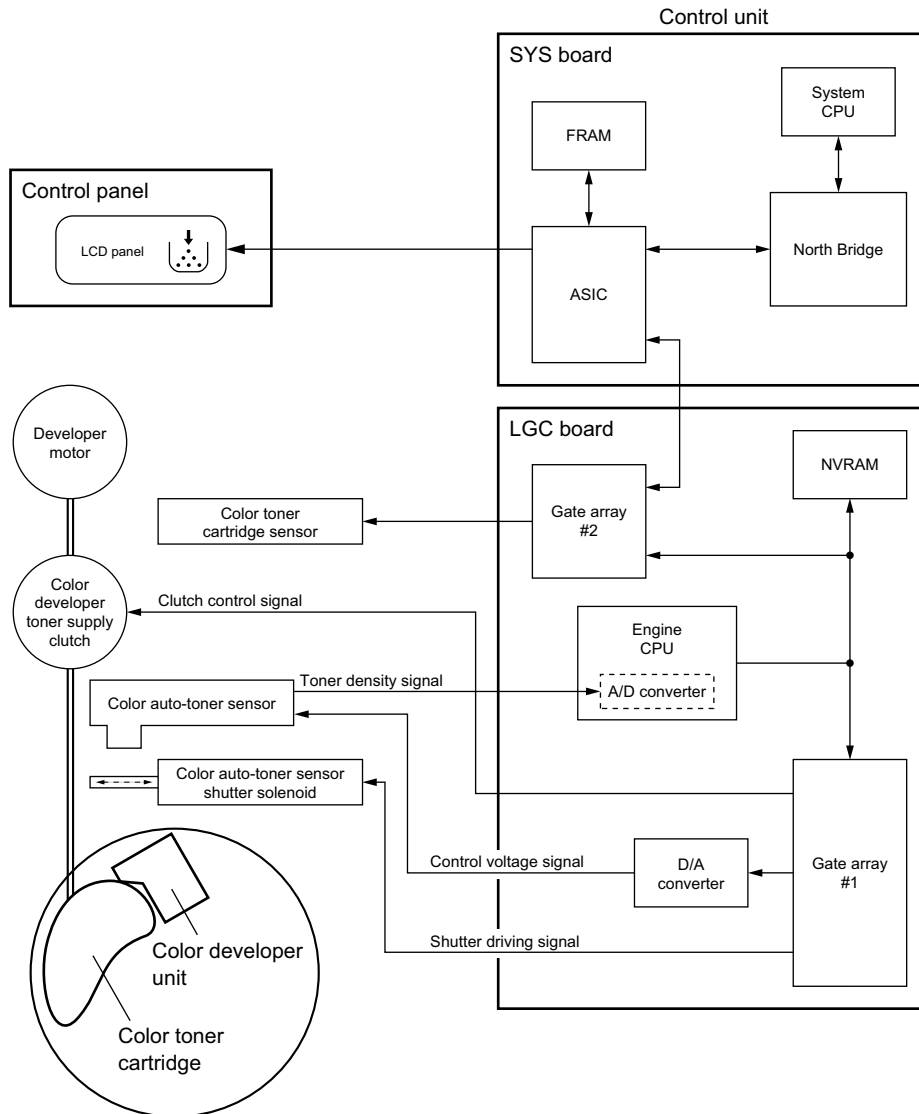 Control unit
SYS board
System
CPU
FRAM
Control panel
LCD panel
North Bridge
ASIC
LGC board
Developer
motor
NVRAM
Color toner
cartridge sensor
Gate array
#2
Color
developer
toner supply
clutch
Clutch control signal
Engine
CPU
Toner density signal
A/D converter
Color auto-toner sensor
Color auto-toner sensor
shutter solenoid
Control voltage signal
D/A
converter
Gate array
#1
Shutter driving signal
Color developer
unit
Color toner
cartridge